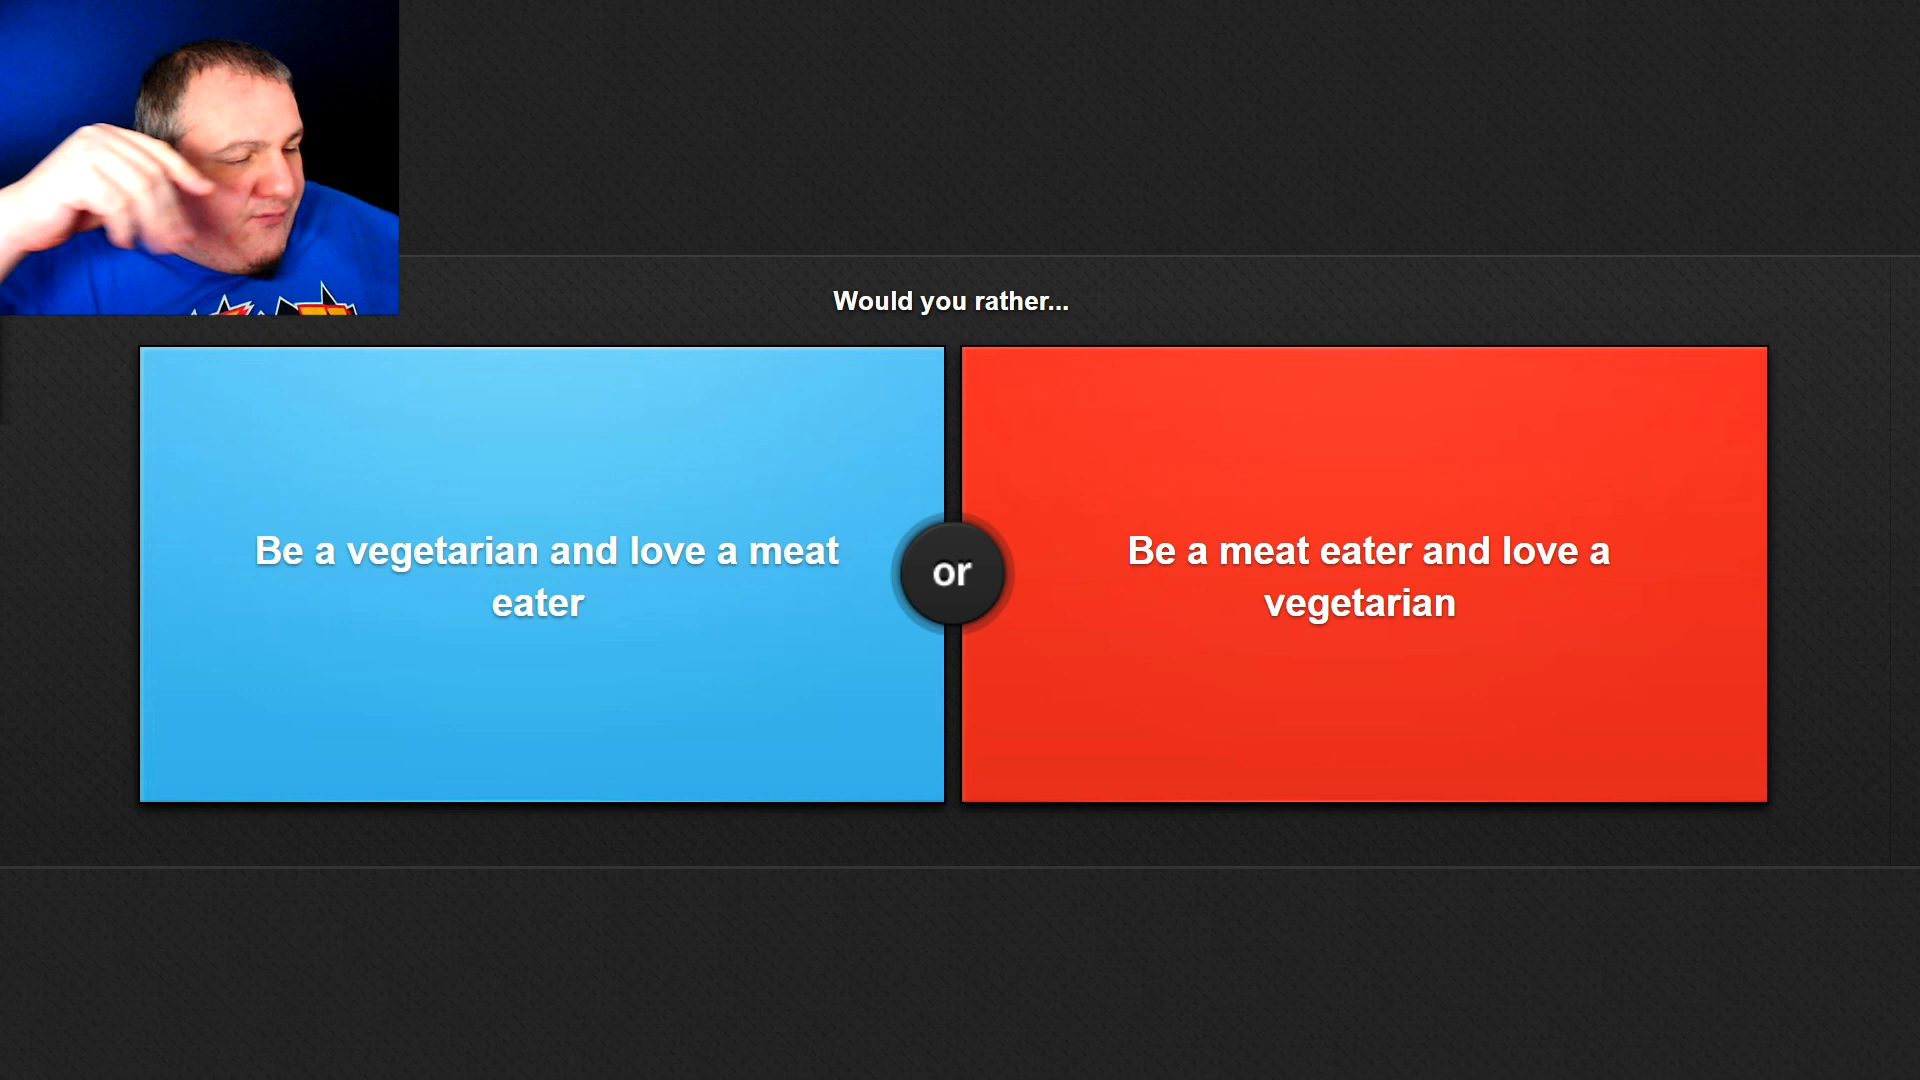 Would you rather...
Be a vegetarian and love a meat
eater
or
Be a meat eater and love a
vegetarian